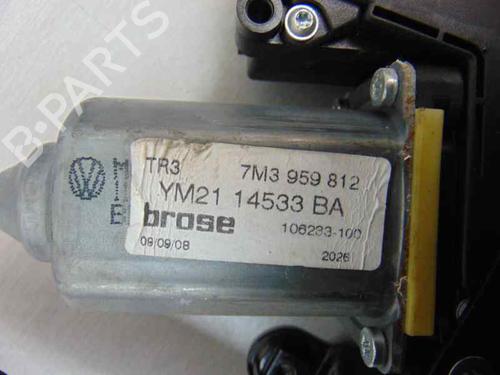 B-PARTS
TR3 7M3 959 812
YM21 14533 BA
brose 106233-100
09/09/08 2026